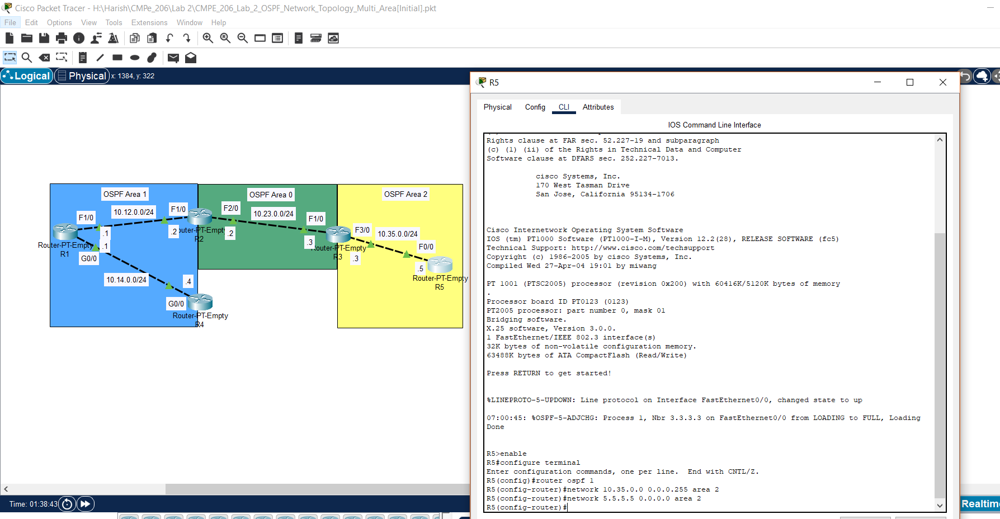 Cisco Packet Tracer - H:\Harish\CMPe_206\Lab 2\CMPE_206_Lab_2_OSPF_Network_Topology_Multi_Area[Initial].pkt
File Edit Options View Tools Extensions Window Help
Logical Physical x: 1384, y: 322
OSPF Area 1
OSPF Area 0
OSPF Area 2
F1/0
10.12.0.0/24
F1/0
F2/0
10.23.0.0/24
F1/0
F3/0
10.35.0.0/24
F0/0
.1
.1
.2
.2
.3
.3
.5
.4
Router-PT-Empty
R1
outer-PT-Empty
R2
outer-PT-Empty
R3
Router-PT-Empty
R5
G0/0
10.14.0.0/24
G0/0
Router-PT-Empty
R4
Time: 01:38:43
Realtim
R5
Physical Config CLI Attributes
IOS Command Line Interface
Rights clause at FAR sec. 52.227-19 and subparagraph
(c) (1) (ii) of the Rights in Technical Data and Computer
Software clause at DFARS sec. 252.227-7013.
cisco Systems, Inc.
170 West Tasman Drive
San Jose, California 95134-1706
Cisco Internetwork Operating System Software
IOS (tm) PT1000 Software (PT1000-I-M), Version 12.2(28), RELEASE SOFTWARE (fc5)
Technical Support: http://www.cisco.com/techsupport
Copyright (c) 1986-2005 by cisco Systems, Inc.
Compiled Wed 27-Apr-04 19:01 by miwang
PT 1001 (PTSC2005) processor (revision 0x200) with 60416K/5120K bytes of memory
.
Processor board ID PT0123 (0123)
PT2005 processor: part number 0, mask 01
Bridging software.
X.25 software, Version 3.0.0.
1 FastEthernet/IEEE 802.3 interface(s)
32K bytes of non-volatile configuration memory.
63488K bytes of ATA CompactFlash (Read/Write)
Press RETURN to get started!
%LINEPROTO-5-UPDOWN: Line protocol on Interface FastEthernet0/0, changed state to up
07:00:45: %OSPF-5-ADJCHG: Process 1, Nbr 3.3.3.3 on FastEthernet0/0 from LOADING to FULL, Loading
Done
R5>enable
R5#configure terminal
Enter configuration commands, one per line.  End with CNTL/Z.
R5(config)#router ospf 1
R5(config-router)#network 10.35.0.0 0.0.0.255 area 2
R5(config-router)#network 5.5.5.5 0.0.0.0 area 2
R5(config-router)#